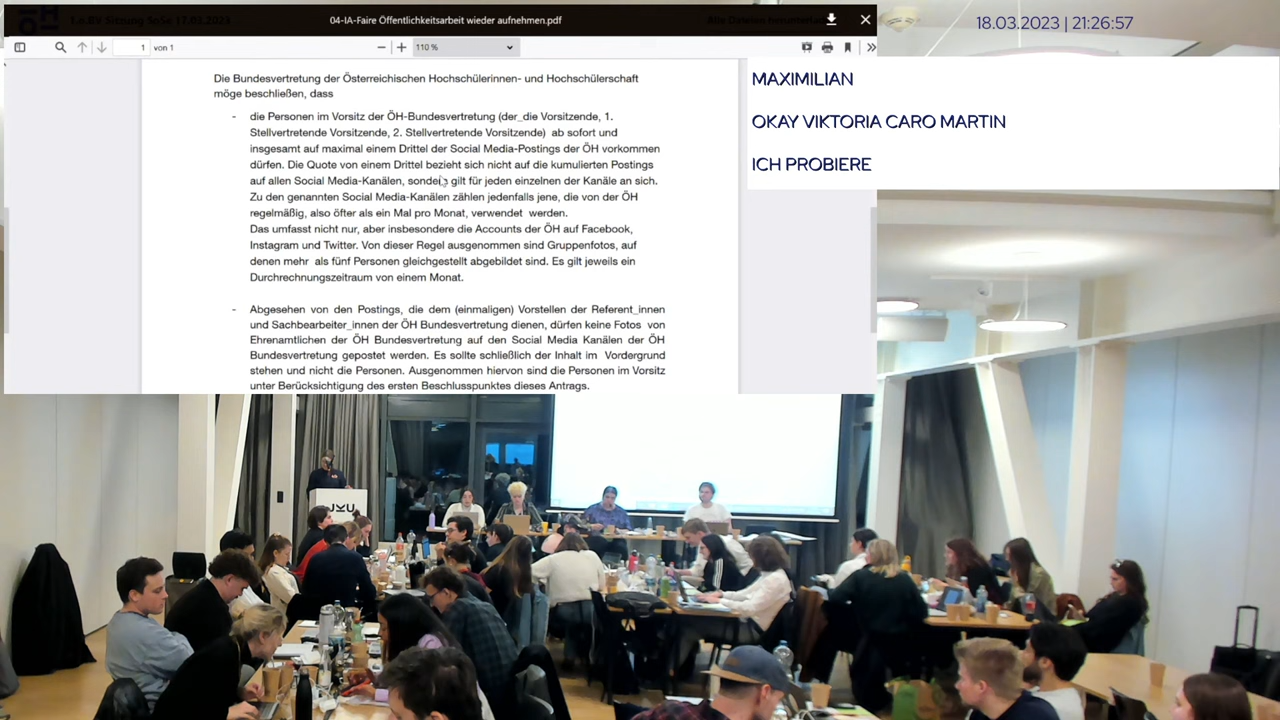 1.o.BV Sitzung SoSe 17.03.2023
04-IA-Faire Öffentlichkeitsarbeit wieder aufnehmen.pdf
18.03.2023 | 21:26:57
1 von 1
110 %
Die Bundesvertretung der Österreichischen Hochschülerinnen- und Hochschülerschaft
möge beschließen, dass
- die Personen im Vorsitz der ÖH-Bundesvertretung (der_die Vorsitzende, 1.
Stellvertretende Vorsitzende, 2. Stellvertretende Vorsitzende) ab sofort und
insgesamt auf maximal einem Drittel der Social Media-Postings der ÖH vorkommen
dürfen. Die Quote von einem Drittel bezieht sich nicht auf die kumulierten Postings
auf allen Social Media-Kanälen, sondern gilt für jeden einzelnen der Kanäle an sich.
Zu den genannten Social Media-Kanälen zählen jedenfalls jene, die von der ÖH
regelmäßig, also öfter als ein Mal pro Monat, verwendet werden.
Das umfasst nicht nur, aber insbesondere die Accounts der ÖH auf Facebook,
Instagram und Twitter. Von dieser Regel ausgenommen sind Gruppenfotos, auf
denen mehr als fünf Personen gleichgestellt abgebildet sind. Es gilt jeweils ein
Durchrechnungszeitraum von einem Monat.
- Abgesehen von den Postings, die dem (einmaligen) Vorstellen der Referent_innen
und Sachbearbeiter_innen der ÖH Bundesvertretung dienen, dürfen keine Fotos von
Ehrenamtlichen der ÖH Bundesvertretung auf den Social Media Kanälen der ÖH
Bundesvertretung gepostet werden. Es sollte schließlich der Inhalt im Vordergrund
stehen und nicht die Personen. Ausgenommen hiervon sind die Personen im Vorsitz
unter Berücksichtigung des ersten Beschlusspunktes dieses Antrags.
MAXIMILIAN
OKAY VIKTORIA CARO MARTIN
ICH PROBIERE
JKU